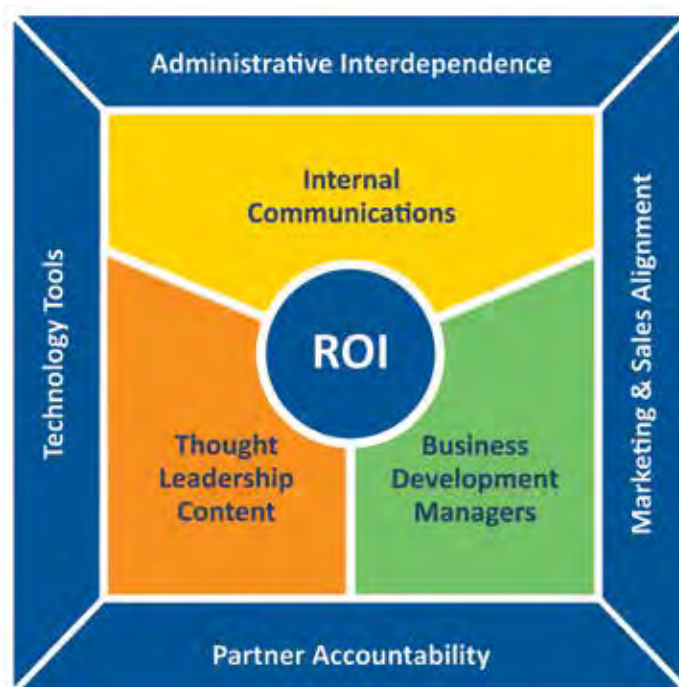 Administrative Interdependence
Internal
Communications
Technology Tools
Marketing & Sales Alignment
ROI
Thought
Leadership
Content
Business
Development
Managers
Partner Accountability